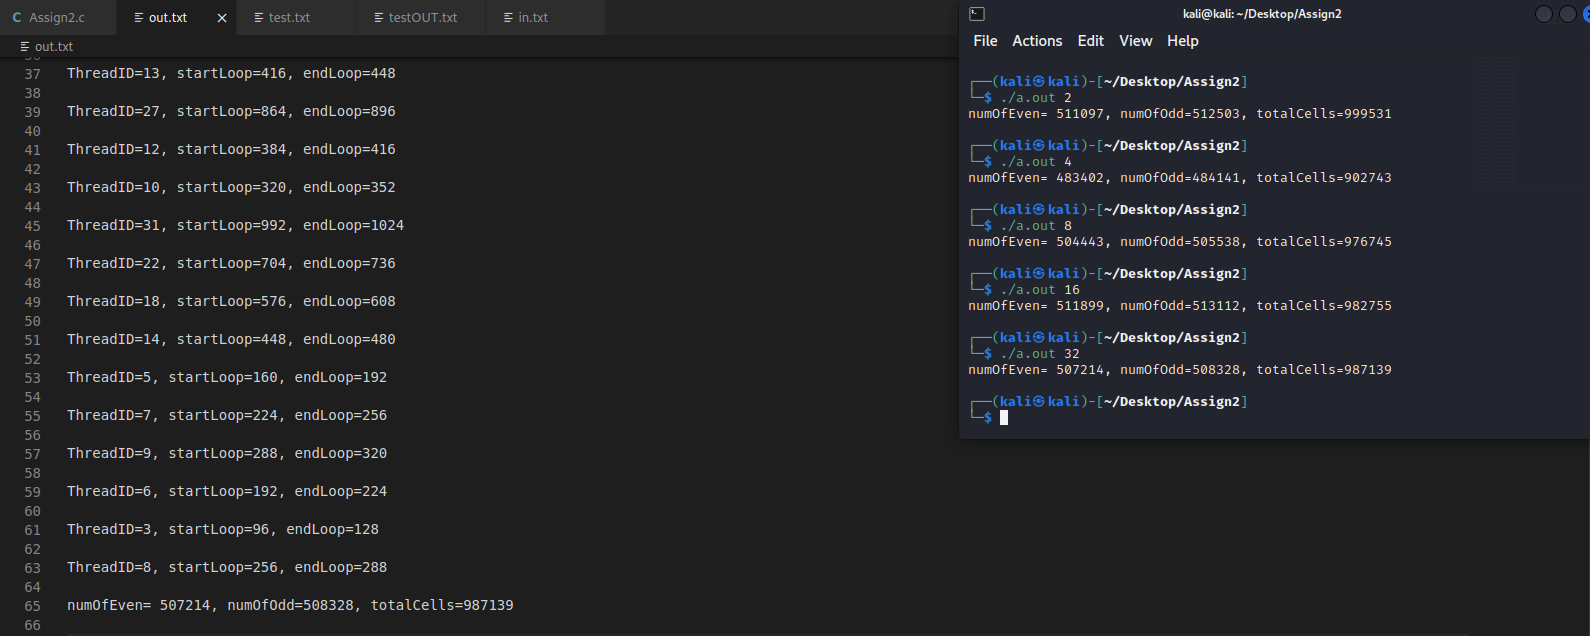 C Assign2.c out.txt × test.txt testOUT.txt in.txt
out.txt
37 ThreadID=13, startLoop=416, endLoop=448
38
39 ThreadID=27, startLoop=864, endLoop=896
40
41 ThreadID=12, startLoop=384, endLoop=416
42
43 ThreadID=10, startLoop=320, endLoop=352
44
45 ThreadID=31, startLoop=992, endLoop=1024
46
47 ThreadID=22, startLoop=704, endLoop=736
48
49 ThreadID=18, startLoop=576, endLoop=608
50
51 ThreadID=14, startLoop=448, endLoop=480
52
53 ThreadID=5, startLoop=160, endLoop=192
54
55 ThreadID=7, startLoop=224, endLoop=256
56
57 ThreadID=9, startLoop=288, endLoop=320
58
59 ThreadID=6, startLoop=192, endLoop=224
60
61 ThreadID=3, startLoop=96, endLoop=128
62
63 ThreadID=8, startLoop=256, endLoop=288
64
65 numOfEven= 507214, numOfOdd=508328, totalCells=987139
66
kali@kali: ~/Desktop/Assign2
File Actions Edit View Help
┌──(kali㉿kali)-[~/Desktop/Assign2]
└─$ ./a.out 2
numOfEven= 511097, numOfOdd=512503, totalCells=999531
┌──(kali㉿kali)-[~/Desktop/Assign2]
└─$ ./a.out 4
numOfEven= 483402, numOfOdd=484141, totalCells=902743
┌──(kali㉿kali)-[~/Desktop/Assign2]
└─$ ./a.out 8
numOfEven= 504443, numOfOdd=505538, totalCells=976745
┌──(kali㉿kali)-[~/Desktop/Assign2]
└─$ ./a.out 16
numOfEven= 511899, numOfOdd=513112, totalCells=982755
┌──(kali㉿kali)-[~/Desktop/Assign2]
└─$ ./a.out 32
numOfEven= 507214, numOfOdd=508328, totalCells=987139
┌──(kali㉿kali)-[~/Desktop/Assign2]
└─$